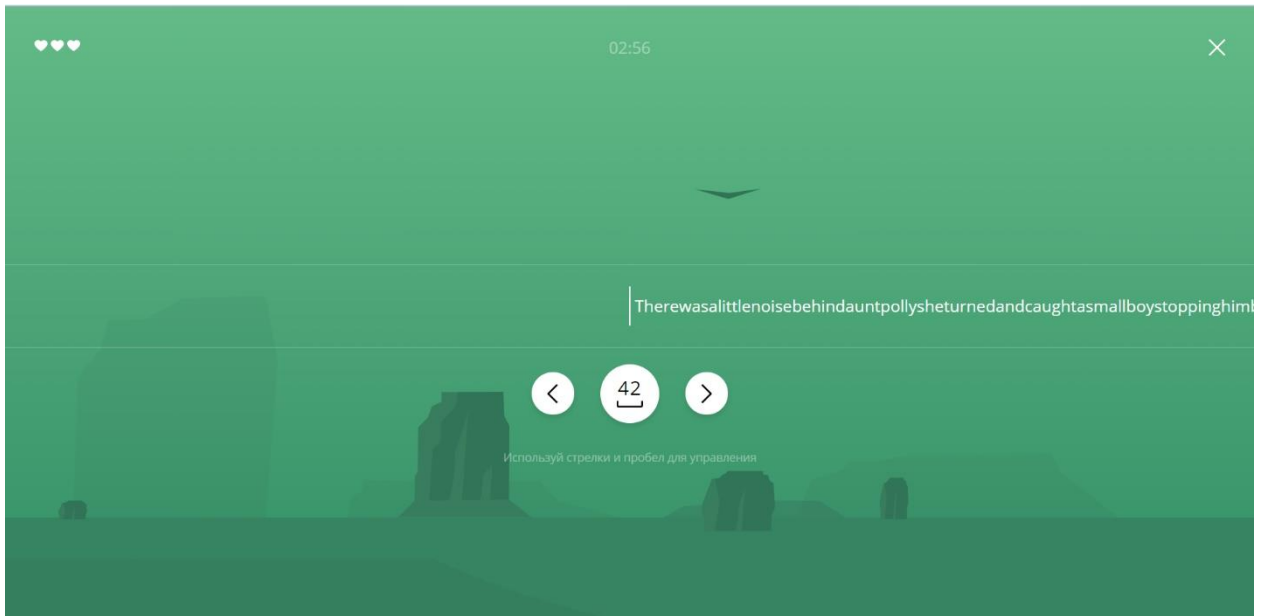 02:56
Therewasalittlenoisebehindauntpollysheturnedandcaughtasmallboystoppinghim
42
Используй стрелки и пробел для управления